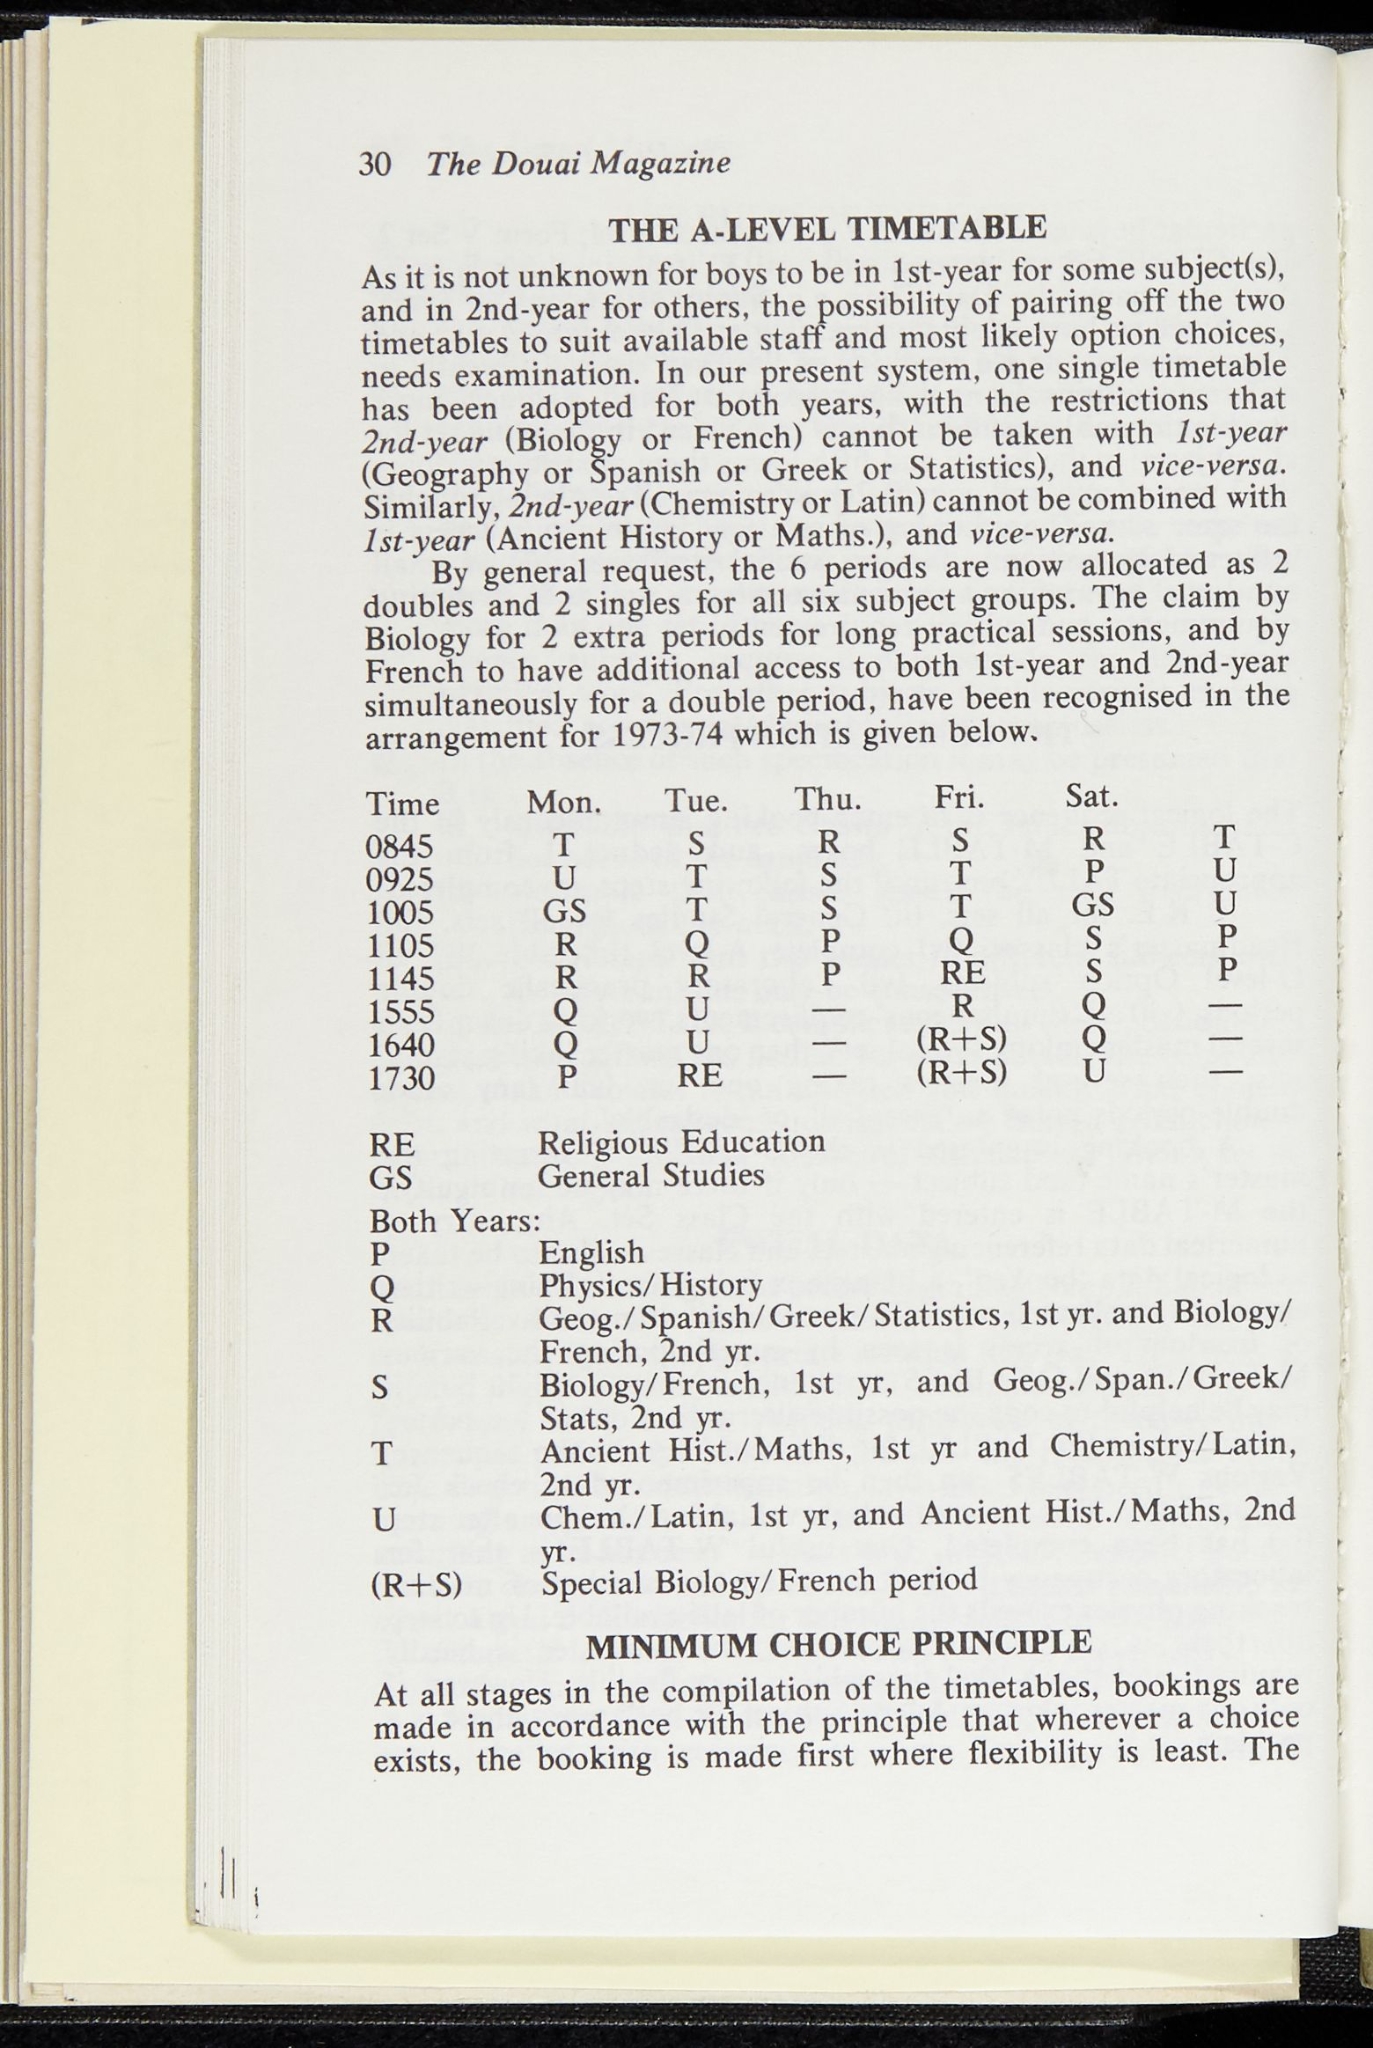 30 The Douai Magazine
THE A-LEVEL TIMETABLE
As it is not unknown for boys to be in 1st-year for some subject(s),
and in 2nd-year for others, the possibility of pairing off the two
timetables to suit available staff and most likely option choices,
needs examination. In our present system, one single timetable
has been adopted for both years, with the restrictions that
2nd-year (Biology or French) cannot be taken with 1st-year
(Geography or Spanish or Greek or Statistics), and vice-versa.
Similarly, 2nd-year (Chemistry or Latin) cannot be combined with
1st-year (Ancient History or Maths.), and vice-versa.
By general request, the 6 periods are now allocated as 2
doubles and 2 singles for all six subject groups. The claim by
Biology for 2 extra periods for long practical sessions, and by
French to have additional access to both 1st-year and 2nd-year
simultaneously for a double period, have been recognised in the
arrangement for 1973-74 which is given below.
Time Mon. Tue. Thu. Fri. Sat.
0845 T S R S R T
0925 U T S T P U
1005 GS T S T GS U
1105 R Q P Q S P
1145 R R P RE S P
1555 Q U — R Q —
1640 Q U — (R+S) Q —
1730 P RE — (R+S) U —
RE Religious Education
GS General Studies
Both Years:
P English
Q Physics/History
R Geog./Spanish/Greek/Statistics, 1st yr. and Biology/
French, 2nd yr.
S Biology/French, 1st yr, and Geog./Span./Greek/
Stats, 2nd yr.
T Ancient Hist./Maths, 1st yr and Chemistry/Latin,
2nd yr.
U Chem./Latin, 1st yr, and Ancient Hist./Maths, 2nd
yr.
(R+S) Special Biology/French period
MINIMUM CHOICE PRINCIPLE
At all stages in the compilation of the timetables, bookings are
made in accordance with the principle that wherever a choice
exists, the booking is made first where flexibility is least. The